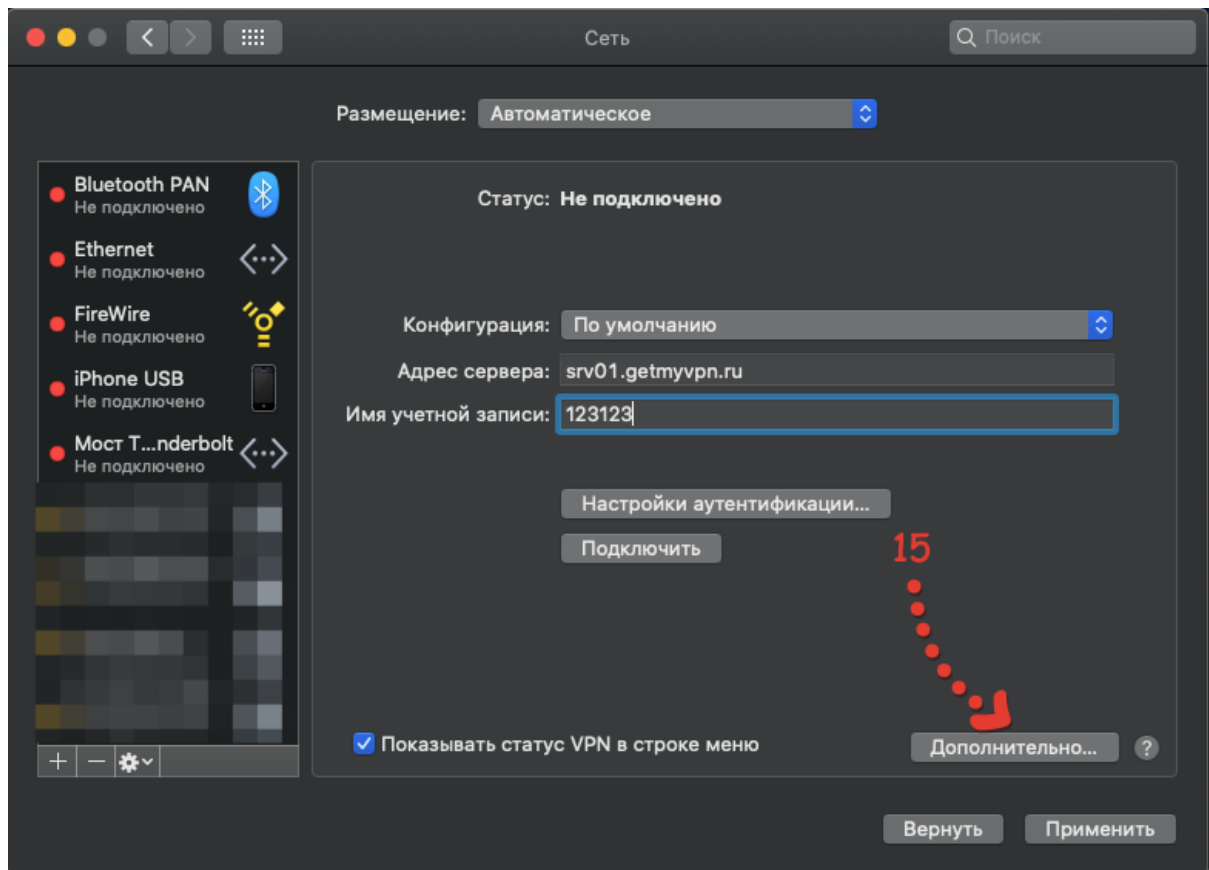 Сеть
Поиск
Размещение: Автоматическое
Bluetooth PAN
Не подключено
Ethernet
Не подключено
FireWire
Не подключено
iPhone USB
Не подключено
Мост T...nderbolt
Не подключено
Статус: Не подключено
Конфигурация: По умолчанию
Адрес сервера: srv01.getmyvpn.ru
Имя учетной записи: 123123
Настройки аутентификации...
Подключить
15
Показывать статус VPN в строке меню
Дополнительно... ?
Вернуть Применить